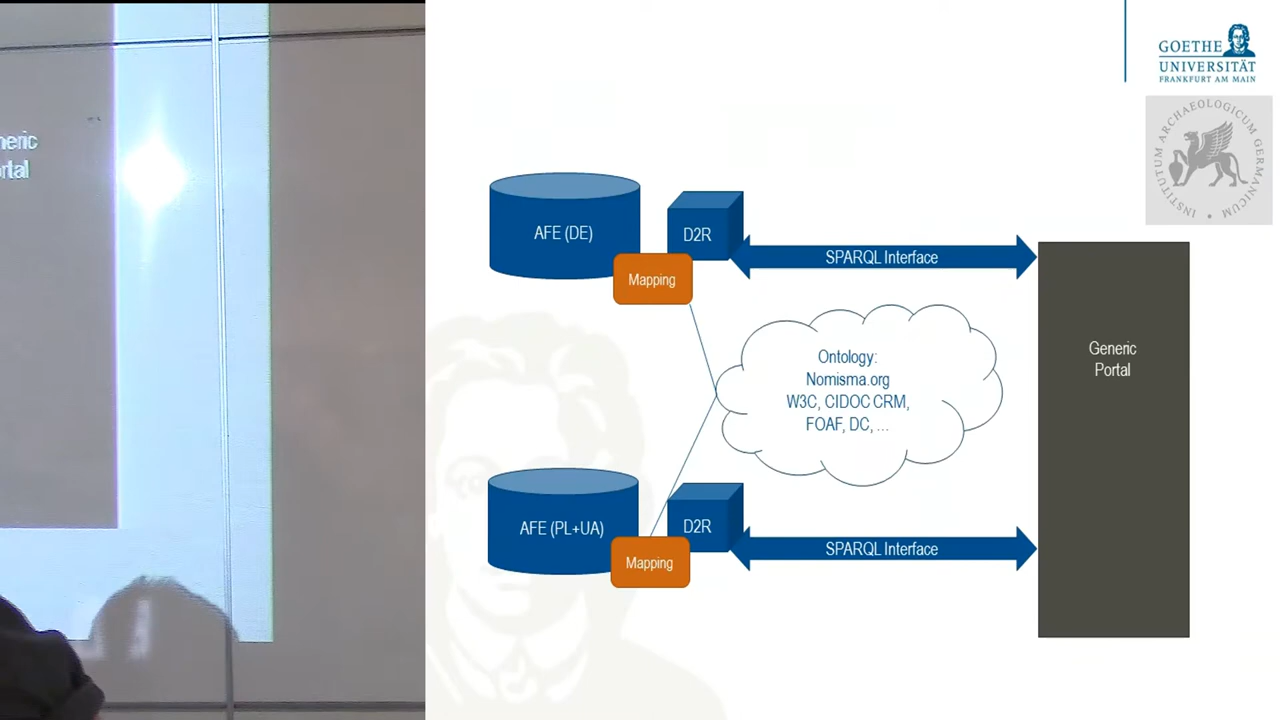 neric
rtal
GOETHE
UNIVERSITÄT
FRANKFURT AM MAIN
INSTITUTUM ARCHAEOLOGICUM GERMANICUM
AFE (DE)
D2R
Mapping
SPARQL Interface
Generic
Portal
Ontology:
Nomisma.org
W3C, CIDOC CRM,
FOAF, DC, ...
AFE (PL+UA)
D2R
Mapping
SPARQL Interface